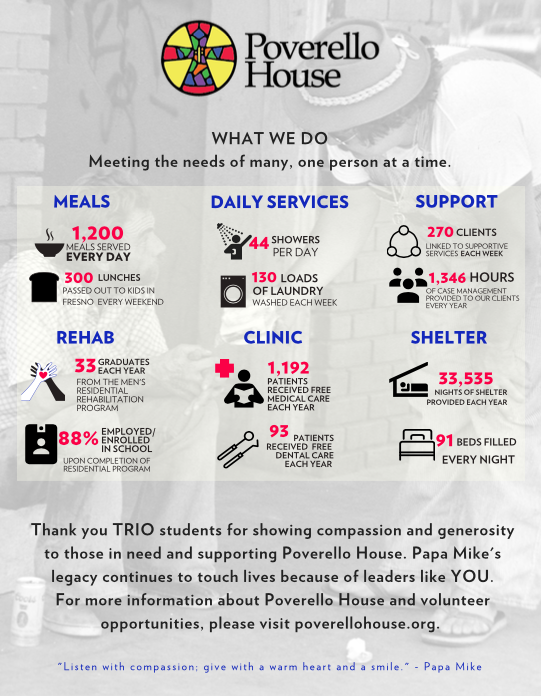 Poverello
House
WHAT WE DO
Meeting the needs of many, one person at a time.
MEALS
1,200
MEALS SERVED
EVERY DAY
300 LUNCHES
PASSED OUT TO KIDS IN
FRESNO EVERY WEEKEND
DAILY SERVICES
44 SHOWERS
PER DAY
130 LOADS
OF LAUNDRY
WASHED EACH WEEK
SUPPORT
270 CLIENTS
LINKED TO SUPPORTIVE
SERVICES EACH WEEK
1,346 HOURS
OF CASE MANAGEMENT
PROVIDED TO OUR CLIENTS
EVERY YEAR
REHAB
33 GRADUATES
EACH YEAR
FROM THE MEN'S
RESIDENTIAL
REHABILITATION
PROGRAM
88% EMPLOYED/
ENROLLED
IN SCHOOL
UPON COMPLETION OF
RESIDENTIAL PROGRAM
CLINIC
1,192
PATIENTS
RECEIVED FREE
MEDICAL CARE
EACH YEAR
93 PATIENTS
RECEIVED FREE
DENTAL CARE
EACH YEAR
SHELTER
33,535
NIGHTS OF SHELTER
PROVIDED EACH YEAR
91 BEDS FILLED
EVERY NIGHT
Thank you TRIO students for showing compassion and generosity
to those in need and supporting Poverello House. Papa Mike's
legacy continues to touch lives because of leaders like YOU.
For more information about Poverello House and volunteer
opportunities, please visit poverellohouse.org.
"Listen with compassion; give with a warm heart and a smile." - Papa Mike